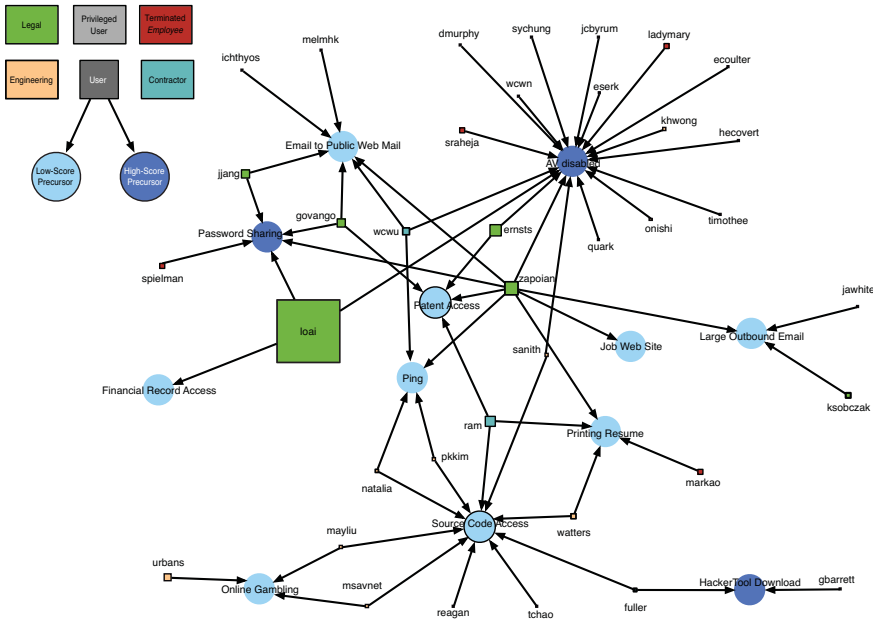 Legal
Privileged
User
Terminated
Employee
Engineering
User
Contractor
Low-Score
Precursor
High-Score
Precursor
melmhk
ichthyos
Email to Public Web Mail
dmurphy
sychung
jcbyrum
ladymary
ecoulter
wcwn
eserk
khwong
hecovert
sraheja
AV disabled
timothee
onishi
quark
jjang
govango
wcwu
ernsts
Password Sharing
spielman
zapoian
Patent Access
loai
jawhite
Large Outbound Email
Job Web Site
sanith
Ping
Financial Record Access
ksobczak
ram
Printing Resume
pkkim
natalia
markao
Source Code Access
watters
mayliu
urbans
Online Gambling
msavnet
reagan
tchao
fuller
HackerTool Download
gbarrett